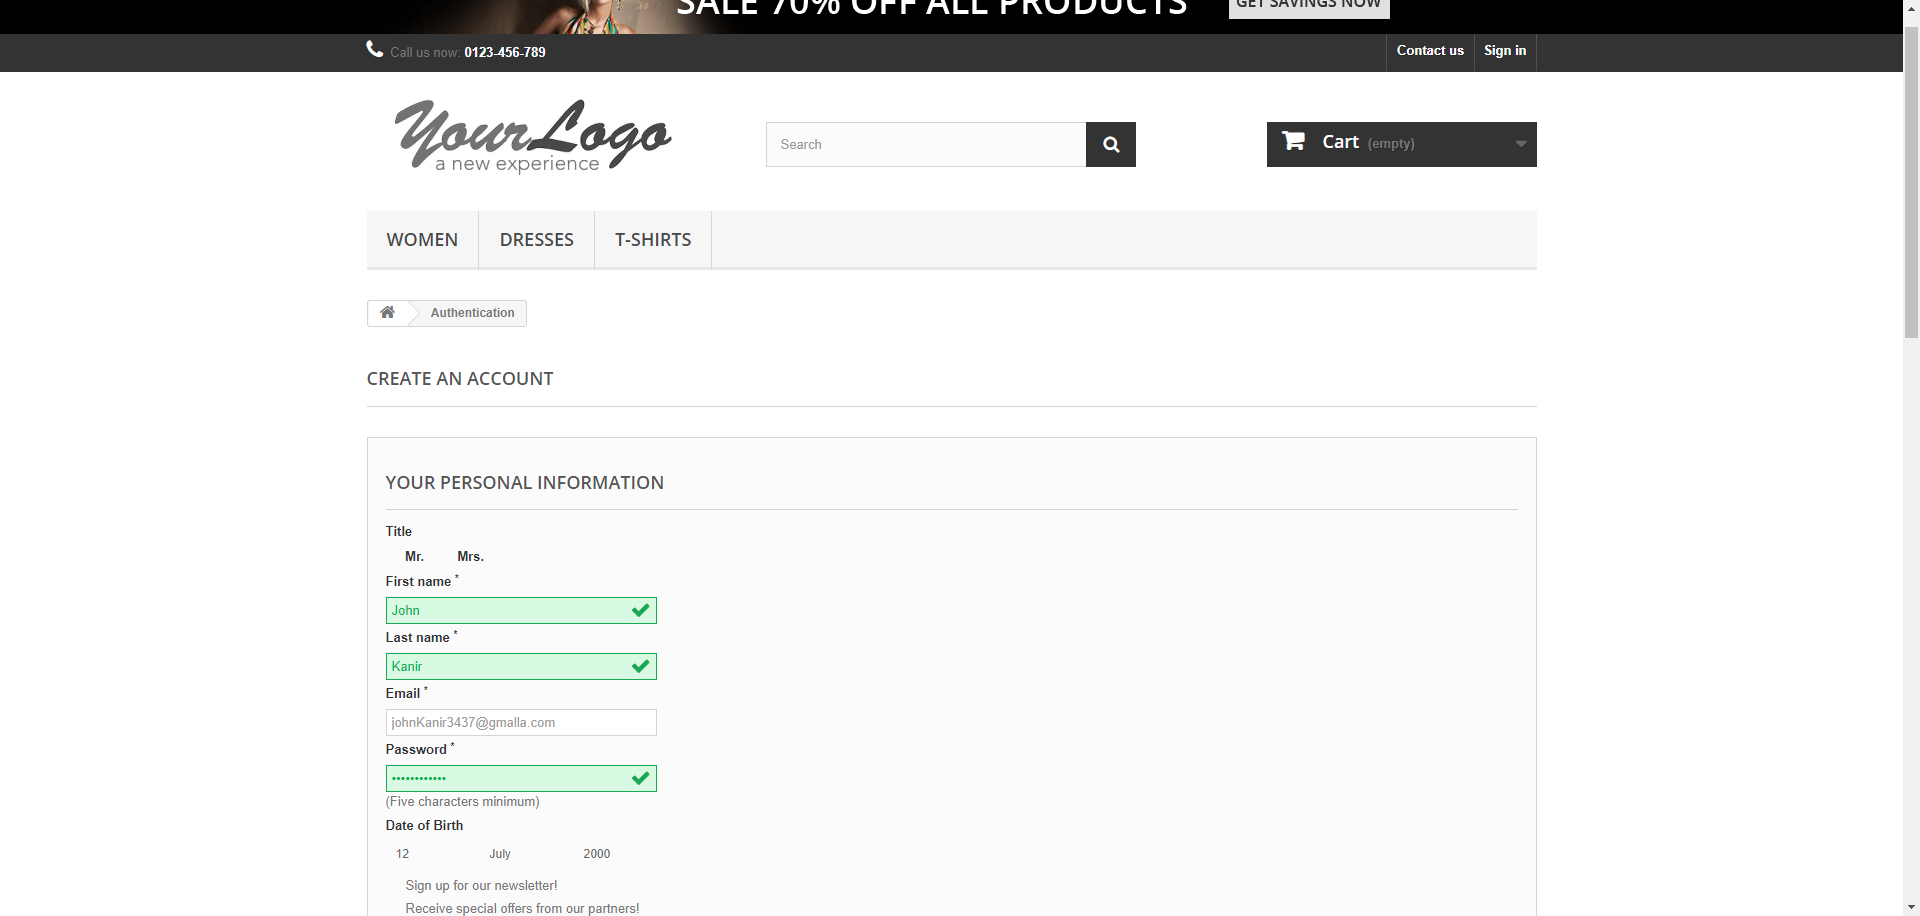 SALE 70% OFF ALL PRODUCTS
GET SAVINGS NOW
Call us now: 0123-456-789
Contact us
Sign in
YourLogo
a new experience
Search
Cart (empty)
WOMEN
DRESSES
T-SHIRTS
Authentication
CREATE AN ACCOUNT
YOUR PERSONAL INFORMATION
Title
Mr.
Mrs.
First name *
John
Last name *
Kanir
Email *
johnKanir3437@gmalla.com
Password *
••••••••••••
(Five characters minimum)
Date of Birth
12
July
2000
Sign up for our newsletter!
Receive special offers from our partners!